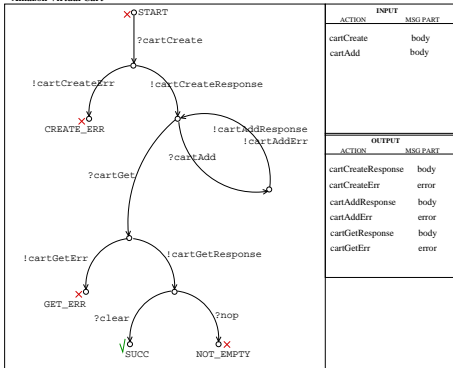 Amazon Virtual Cart
START
?cartCreate
!cartCreateErr
!cartCreateResponse
CREATE_ERR
!cartAddResponse
!cartAddErr
?cartAdd
?cartGet
!cartGetErr
!cartGetResponse
GET_ERR
?clear
?nop
SUCC
NOT_EMPTY
INPUT
ACTION MSG PART
cartCreate body
cartAdd body
OUTPUT
ACTION MSG PART
cartCreateResponse body
cartCreateErr error
cartAddResponse body
cartAddErr error
cartGetResponse body
cartGetErr error